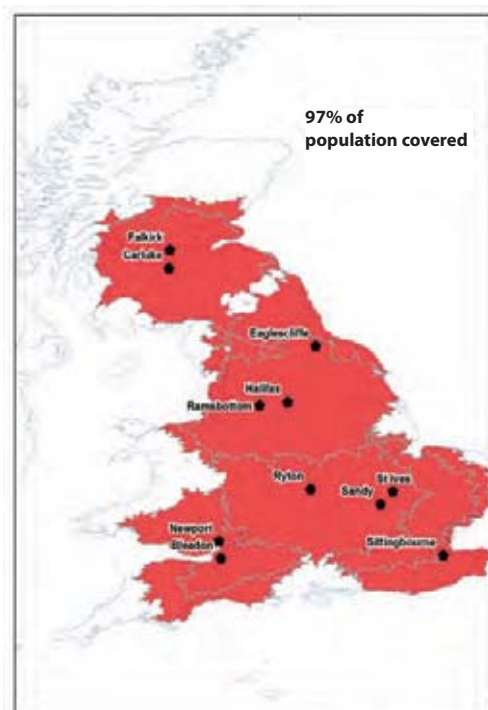 97% of
population covered
Falkirk
Carluke
Eaglescliffe
Halifax
Ramsbottom
Ryton
St Ives
Sandy
Newport
Bleadon
Sittingbourne